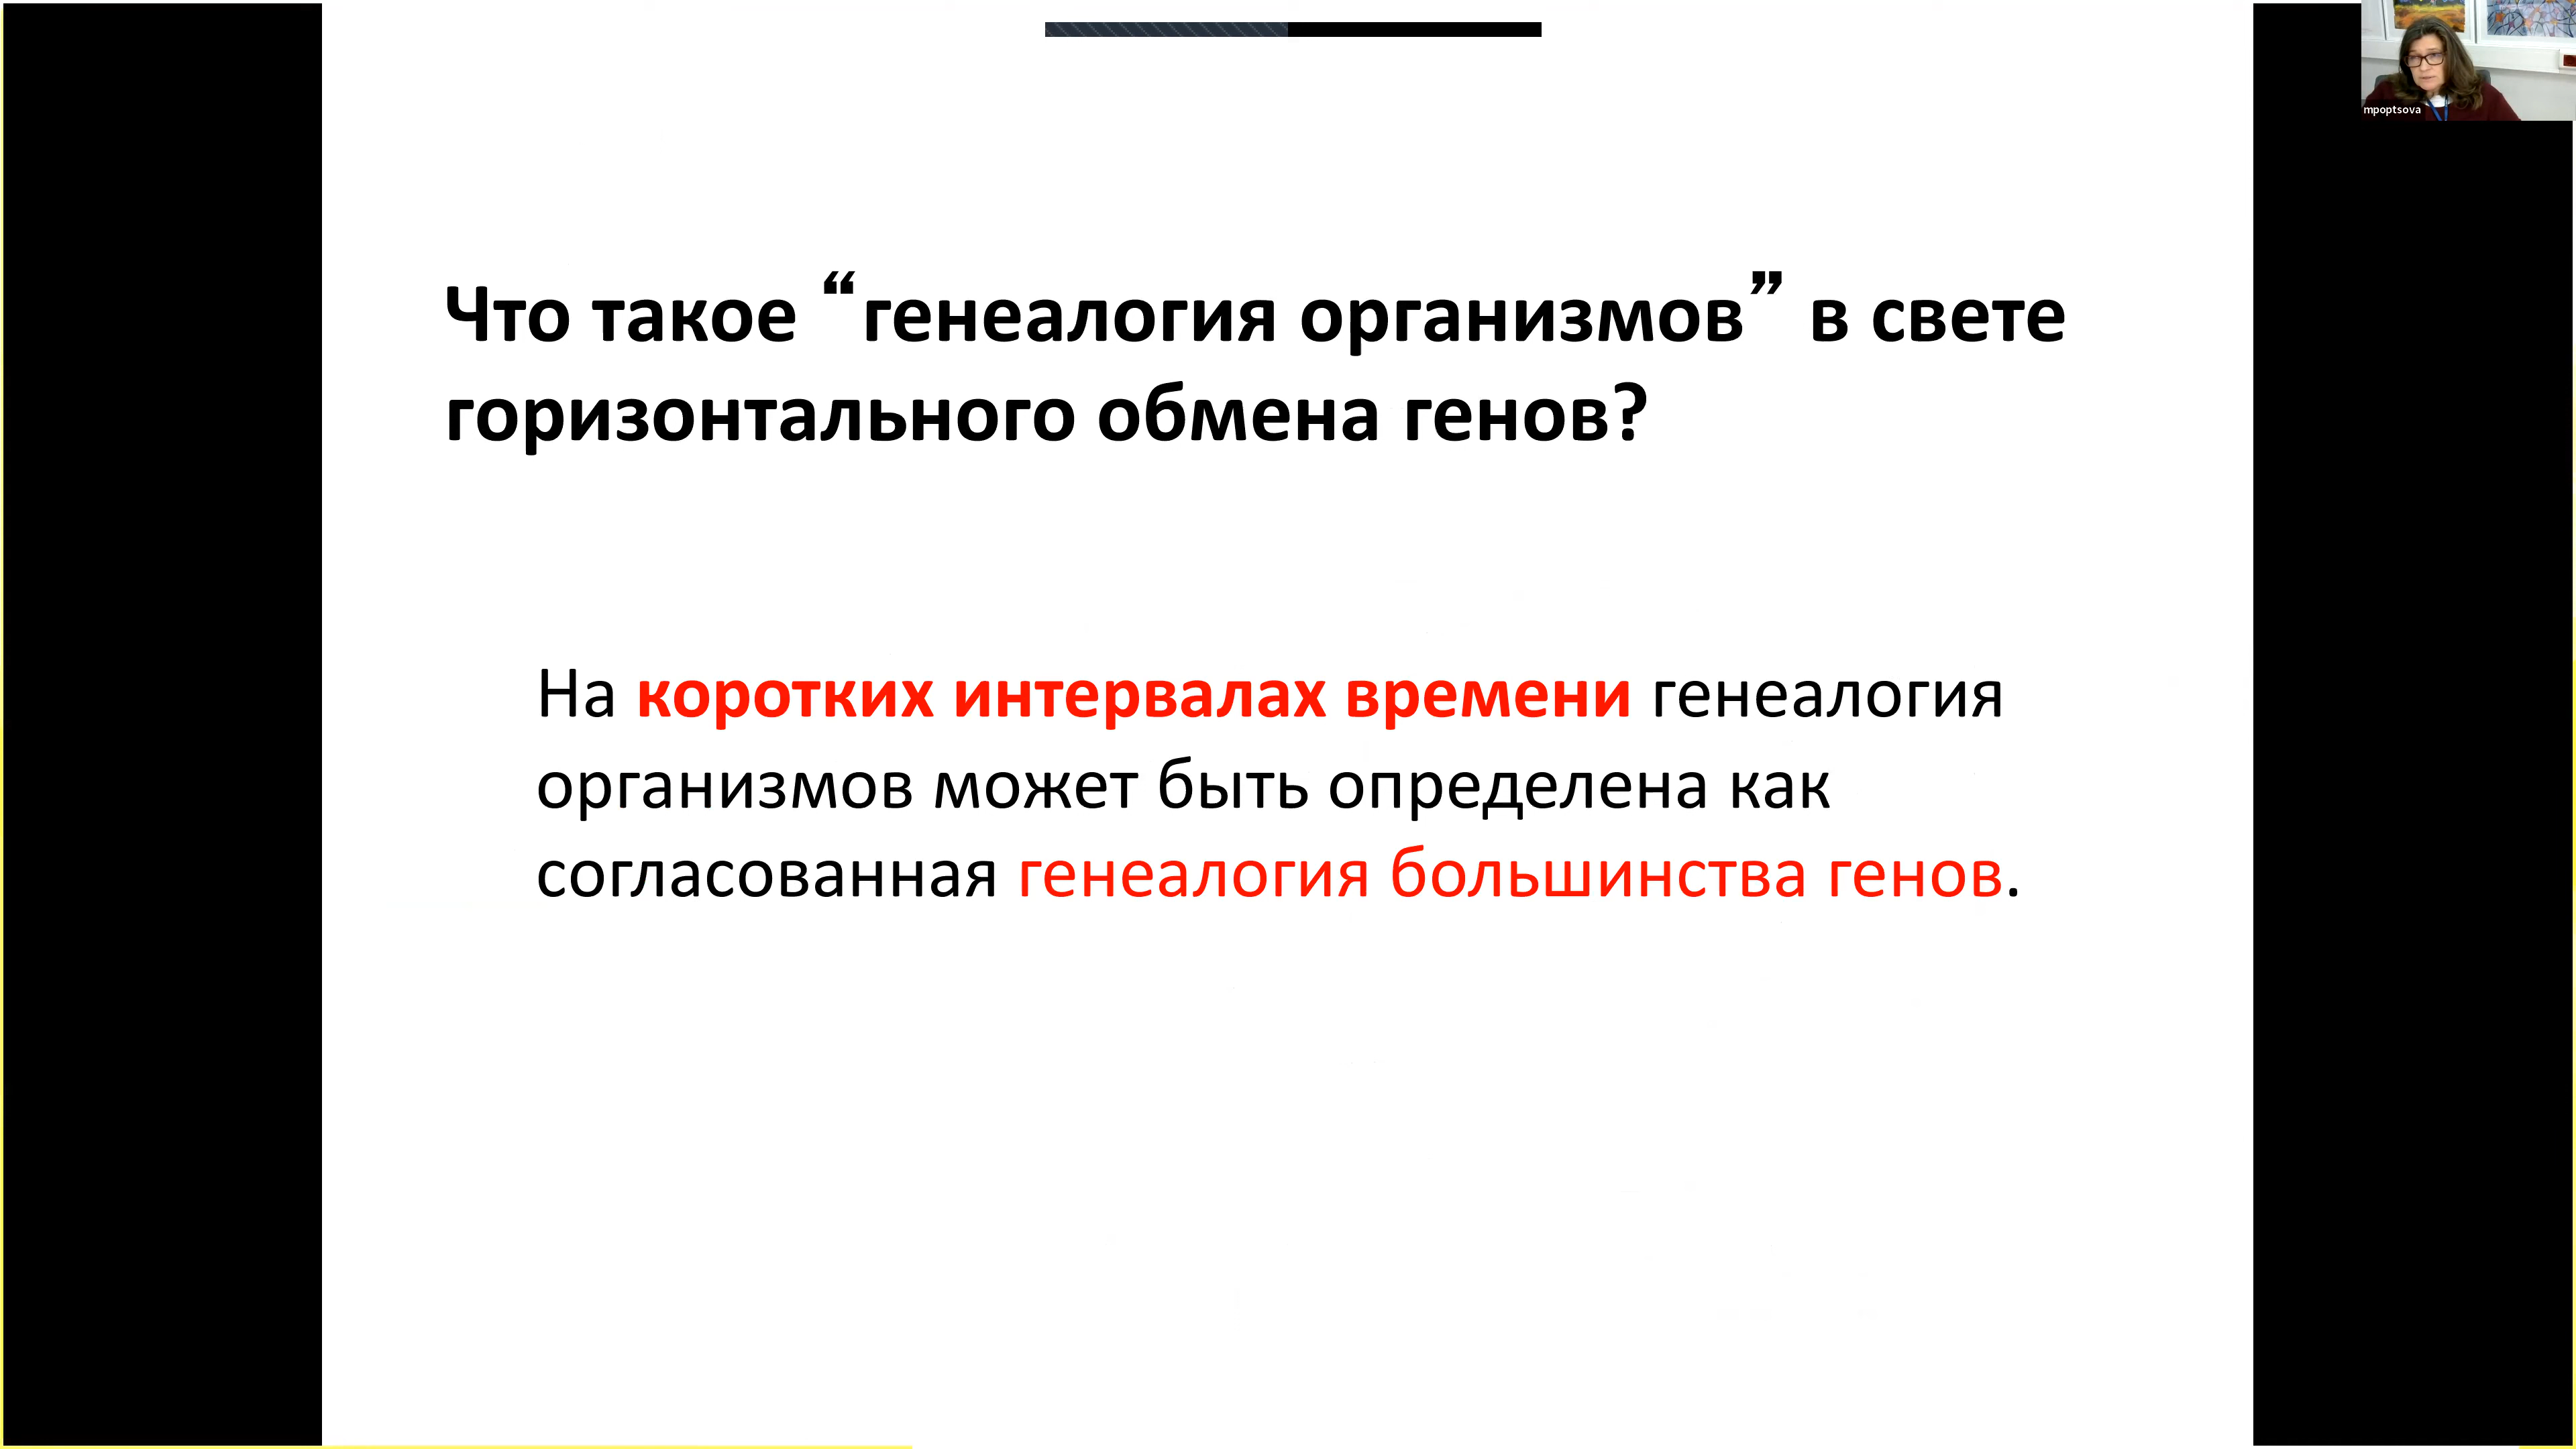 mpoptsova
Что такое “генеалогия организмов” в свете
горизонтального обмена генов?
На коротких интервалах времени генеалогия
организмов может быть определена как
согласованная генеалогия большинства генов.